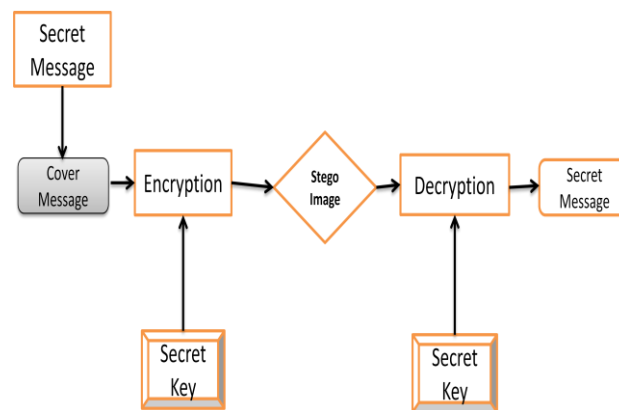 Secret
Message
Cover
Message
Encryption
Stego
Image
Decryption
Secret
Message
Secret
Key
Secret
Key